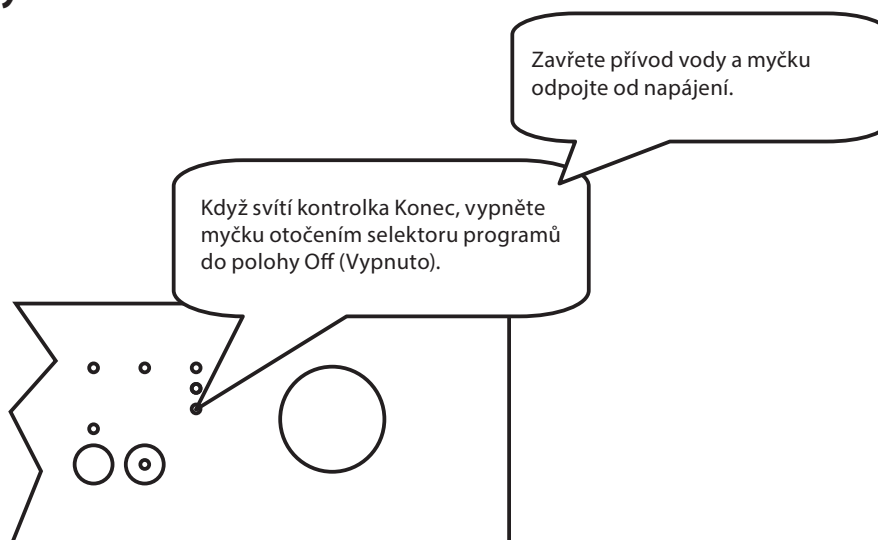 Zavřete přívod vody a myčku
odpojte od napájení.
Když svítí kontrolka Konec, vypněte
myčku otočením selektoru programů
do polohy Off (Vypnuto).